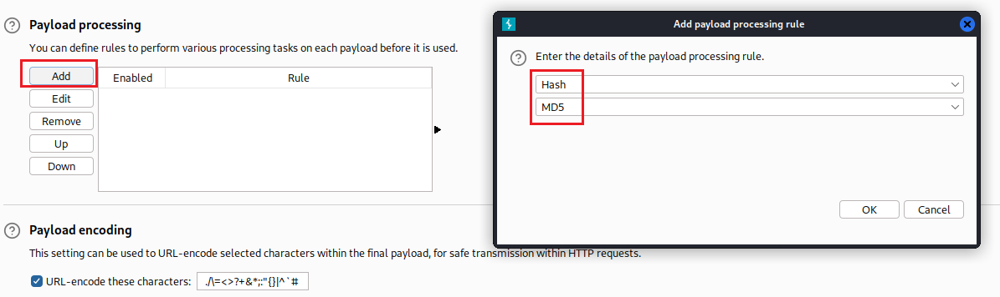 Payload processing
You can define rules to perform various processing tasks on each payload before it is used.
Add
Enabled
Rule
Edit
Remove
Up
Down
Payload encoding
This setting can be used to URL-encode selected characters within the final payload, for safe transmission within HTTP requests.
URL-encode these characters: ./\=<>?+&*;:"{}|^`#
Add payload processing rule
Enter the details of the payload processing rule.
Hash
MD5
OK
Cancel